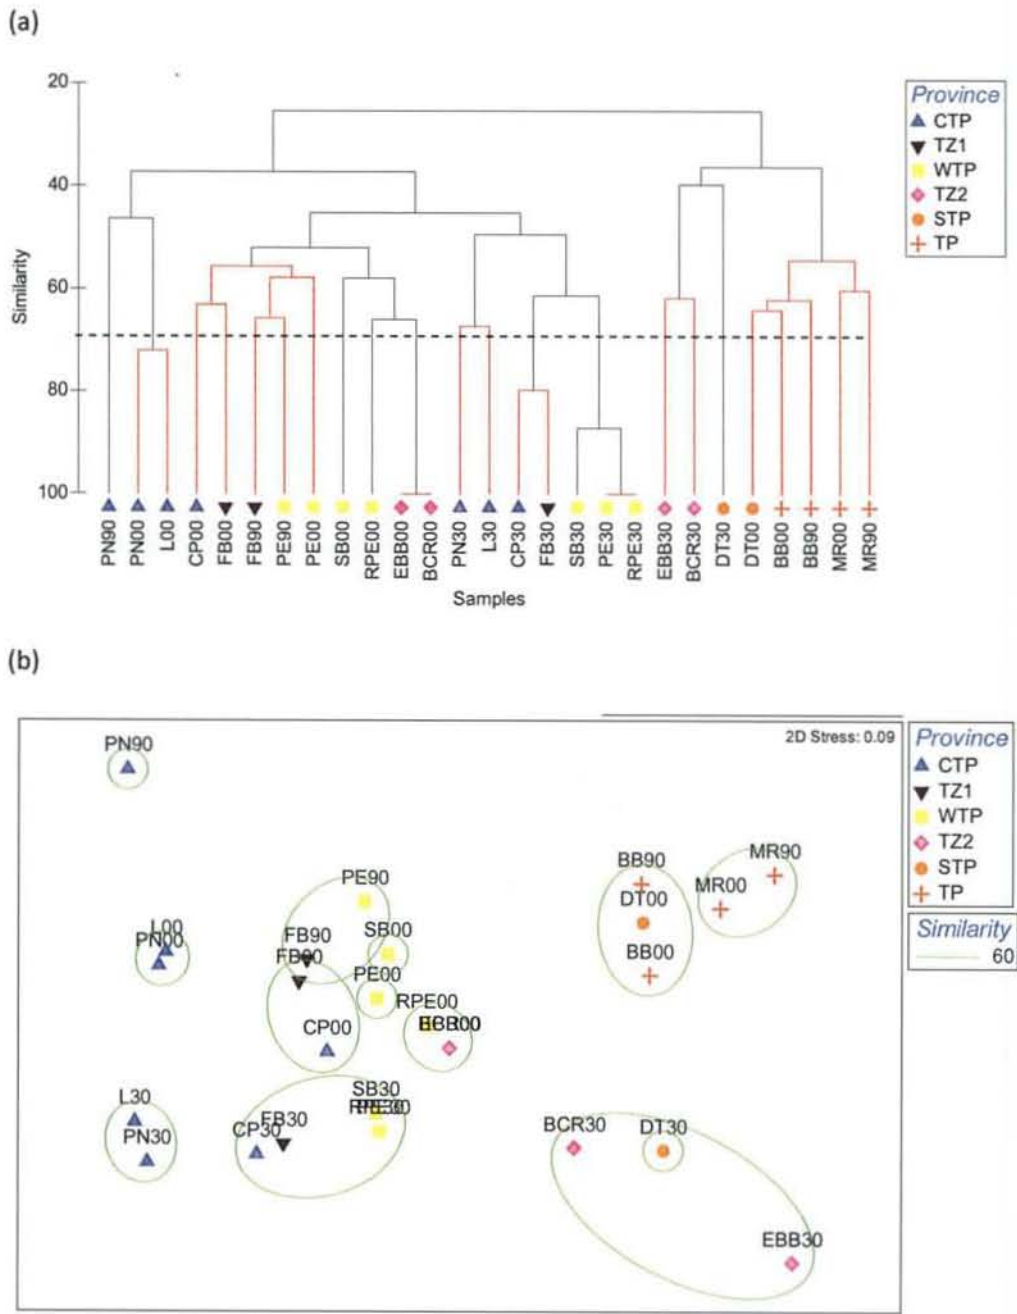 (a)
20
40
60
80
100
Similarity
Province
CTP
TZ1
WTP
TZ2
STP
TP
PN90
PN00
L00
CP00
FB00
FB90
PE90
PE00
SB00
RPE00
EBB00
BCR00
PN30
L30
CP30
FB30
SB30
PE30
RPE30
EBB30
BCR30
DT30
DT00
BB00
BB90
MR00
MR90
Samples
(b)
2D Stress: 0.09
Province
CTP
TZ1
WTP
TZ2
STP
TP
Similarity
60
PN90
MR90
BB90
PE90
MR00
DT00
L00
SB00
FB90
PN00
BB00
FB00
PE00
RPE00
CP00
SB30
L30
FB30
CP30
PN30
BCR30
DT30
EBB30